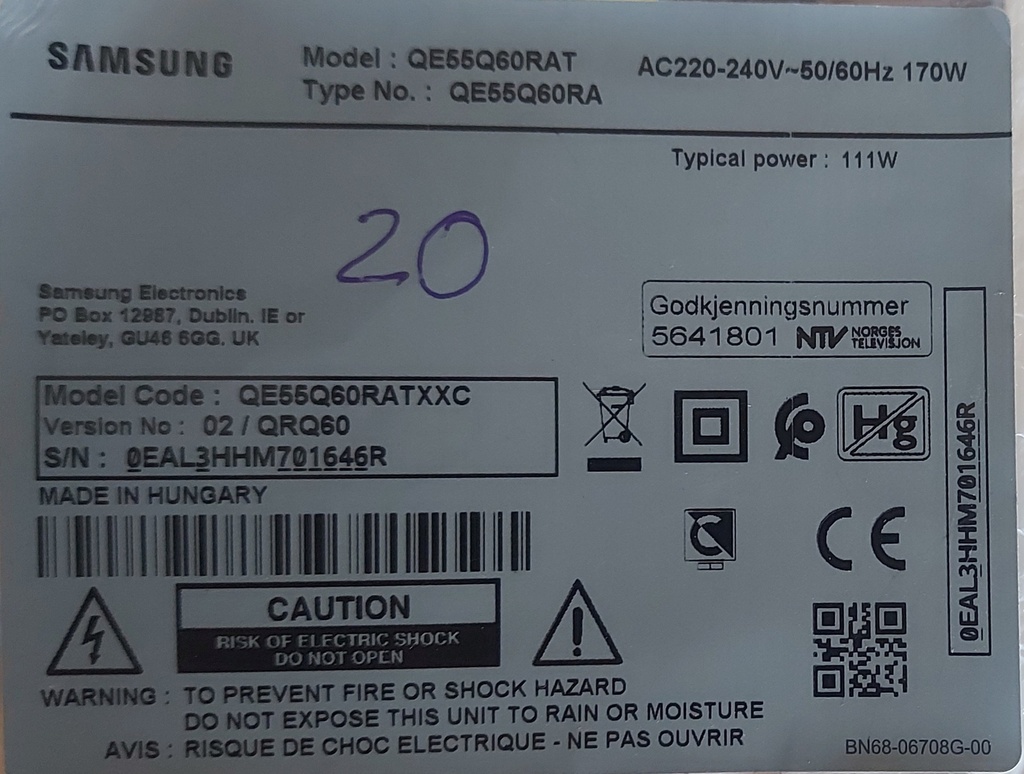 SAMSUNG
Model : QE55Q60RAT
Type No. : QE55Q60RA
AC220-240V~50/60Hz 170W
Typical power : 111W
20
Samsung Electronics
PO Box 12987, Dublin. IE or
Yateley, GU46 6GG. UK
Godkjenningsnummer
5641801 NTV NORGES TELEVISJON
Model Code : QE55Q60RATXXC
Version No : 02 / QRQ60
S/N : 0EAL3HHM701646R
MADE IN HUNGARY
Hg
CE
0EAL3HHM701646R
CAUTION
RISK OF ELECTRIC SHOCK
DO NOT OPEN
WARNING : TO PREVENT FIRE OR SHOCK HAZARD
DO NOT EXPOSE THIS UNIT TO RAIN OR MOISTURE
AVIS : RISQUE DE CHOC ELECTRIQUE - NE PAS OUVRIR
BN68-06708G-00